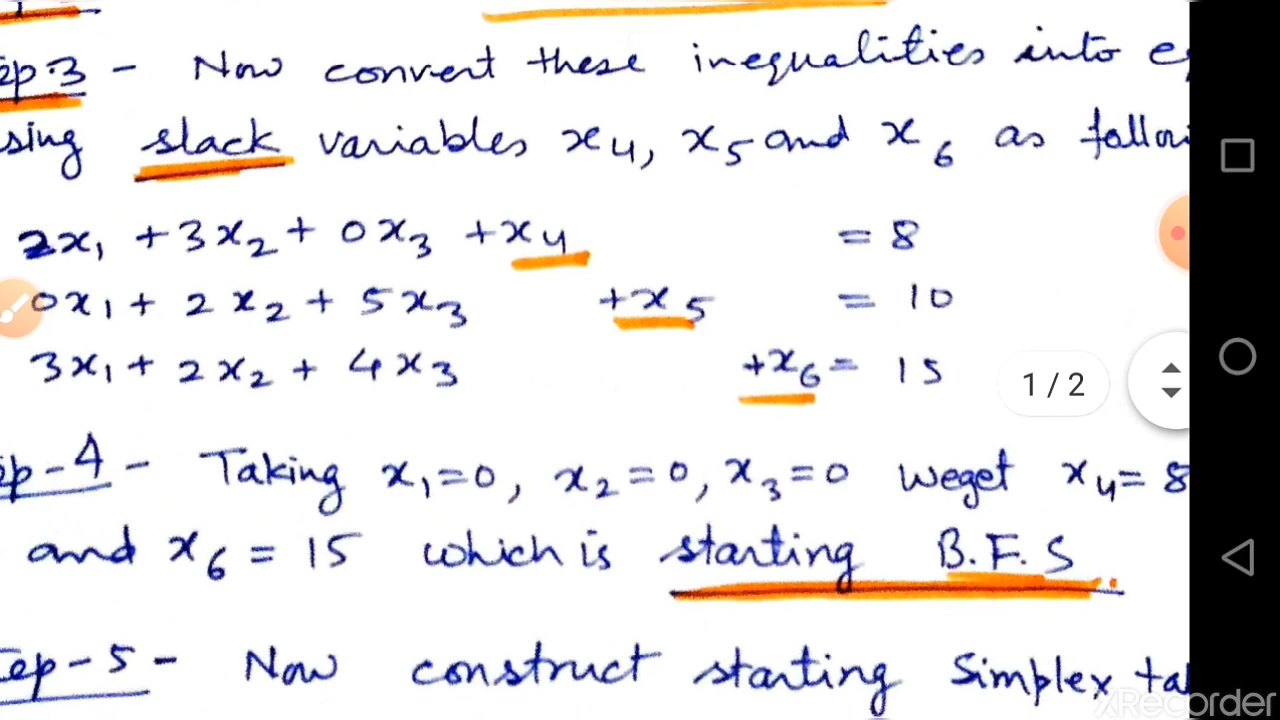 ep.3 - Now convert these inequalities into eq
sing slack variables x₄, x₅ and x₆ as follow
2x₁ + 3x₂ + 0x₃ + x₄ = 8
0x₁ + 2x₂ + 5x₃ + x₅ = 10
3x₁ + 2x₂ + 4x₃ + x₆ = 15
1 / 2
ep-4 - Taking x₁=0, x₂=0, x₃=0 weget x₄=8
and x₆ = 15 which is starting B.F.S
tep-5 - Now construct starting Simplex ta
XRecorder